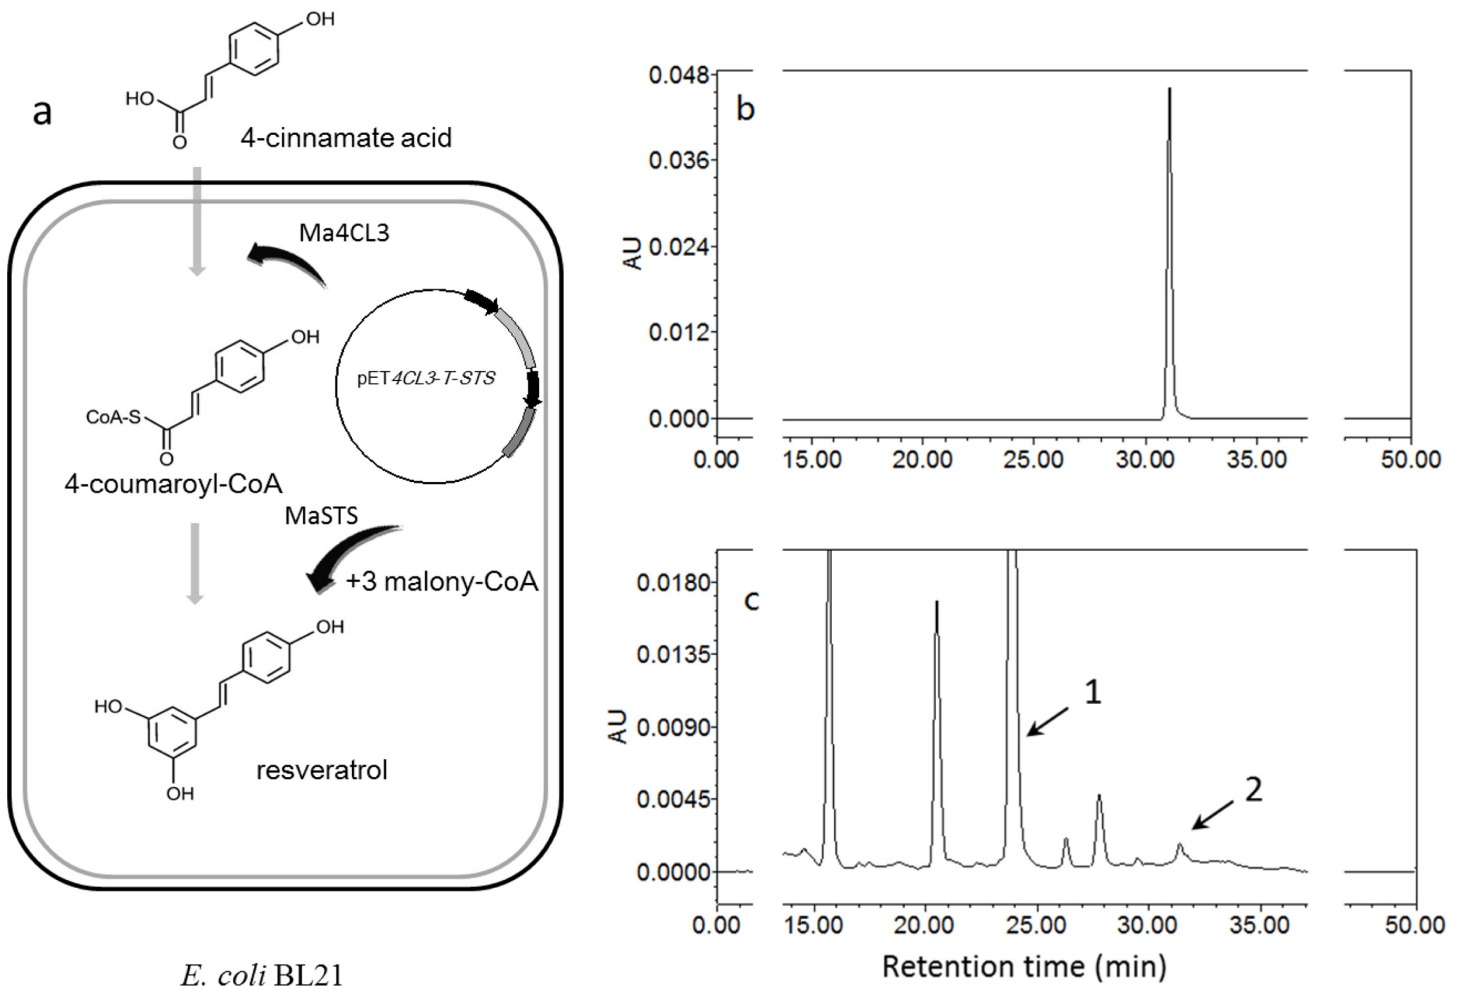 a
OH
HO
O
4-cinnamate acid
Ma4CL3
OH
CoA-S
O
4-coumaroyl-CoA
pET4CL3-T-STS
MaSTS
+3 malony-CoA
OH
HO
OH
resveratrol
E. coli BL21
b
AU
0.048
0.036
0.024
0.012
0.000
0.00 15.00 20.00 25.00 30.00 35.00 50.00
c
AU
0.0180
0.0135
0.0090
0.0045
0.0000
1
2
0.00 15.00 20.00 25.00 30.00 35.00 50.00
Retention time (min)